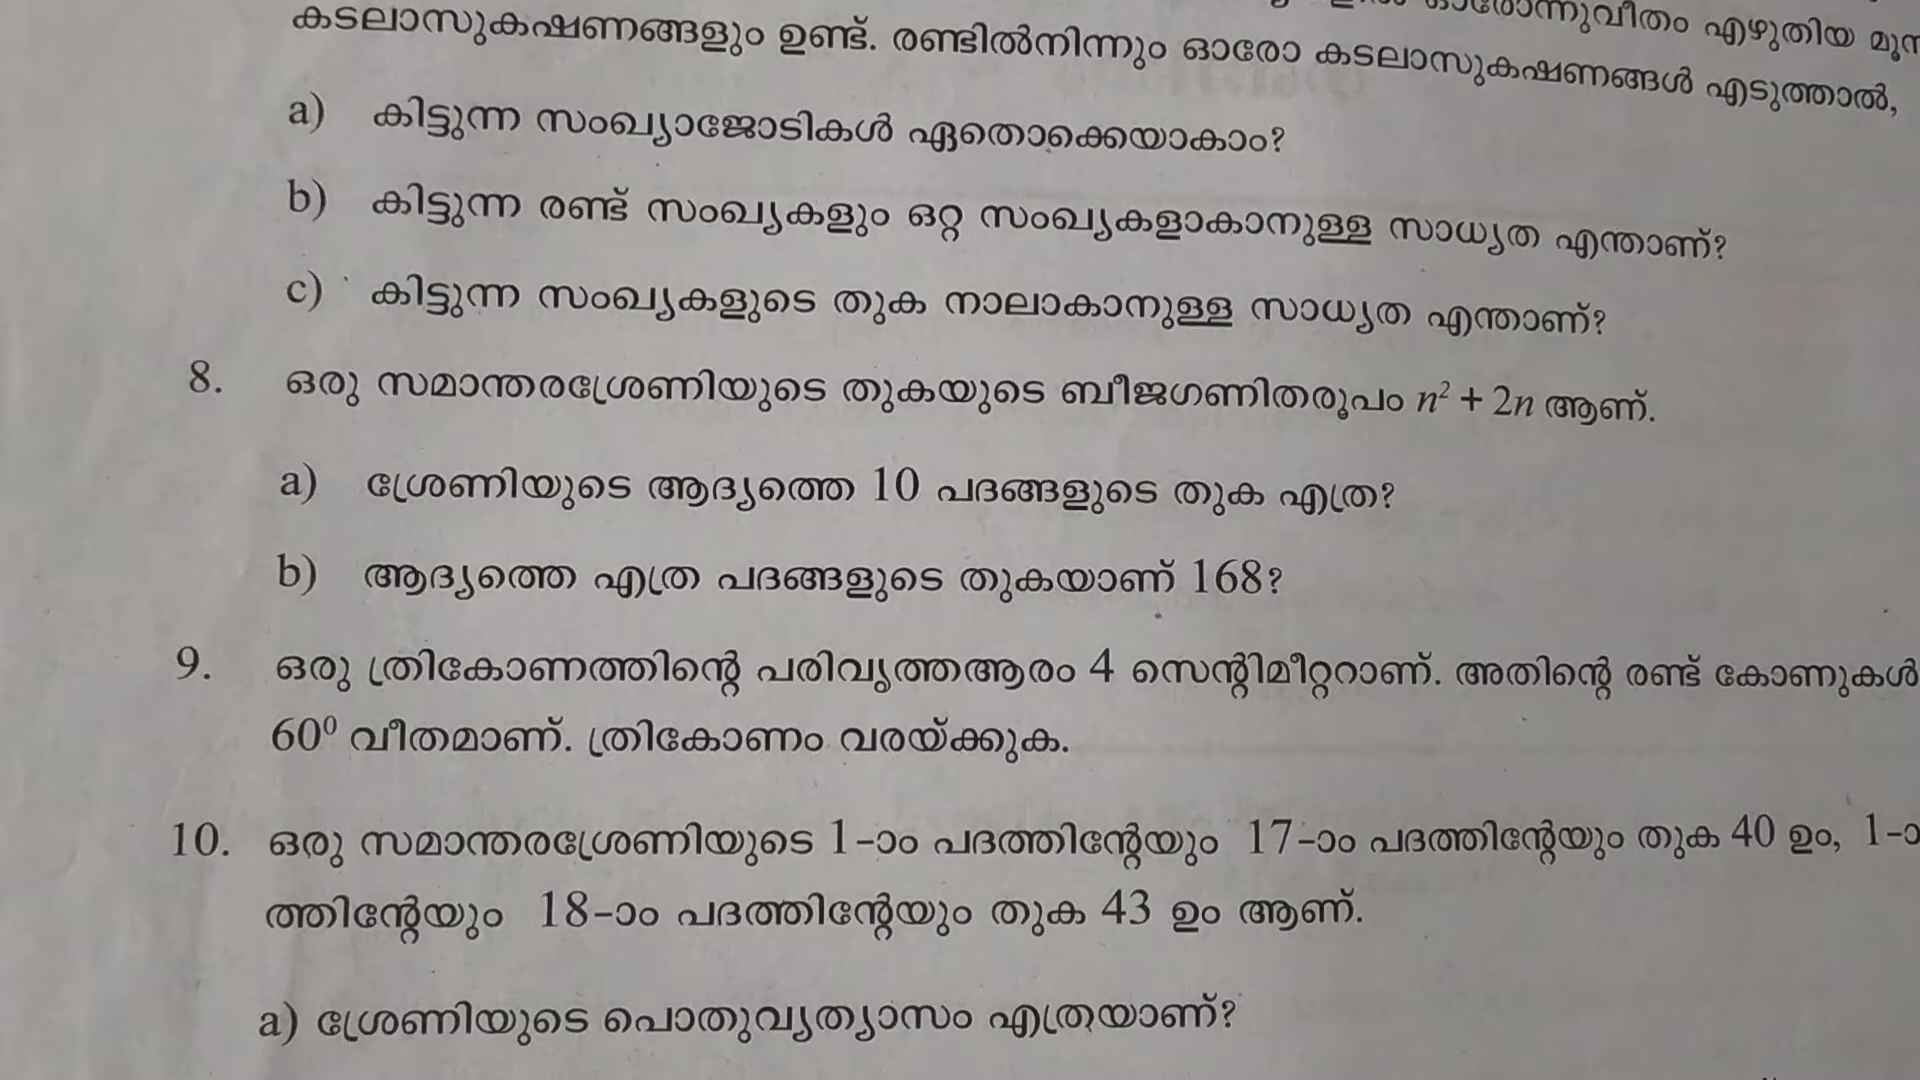 ഓരോന്നുവീതം എഴുതിയ
കടലാസുകഷണങ്ങളും ഉണ്ട്. രണ്ടിൽനിന്നും ഓരോ കടലാസുകഷണങ്ങൾ എടുത്താൽ,
a) കിട്ടുന്ന സംഖ്യാജോടികൾ ഏതൊക്കെയാകാം?
b) കിട്ടുന്ന രണ്ട് സംഖ്യകളും ഒറ്റ സംഖ്യകളാകാനുള്ള സാധ്യത എന്താണ്?
c) കിട്ടുന്ന സംഖ്യകളുടെ തുക നാലാകാനുള്ള സാധ്യത എന്താണ്?
8. ഒരു സമാന്തരശ്രേണിയുടെ തുകയുടെ ബീജഗണിതരൂപം n² + 2n ആണ്.
a) ശ്രേണിയുടെ ആദ്യത്തെ 10 പദങ്ങളുടെ തുക എത്ര?
b) ആദ്യത്തെ എത്ര പദങ്ങളുടെ തുകയാണ് 168?
9. ഒരു ത്രികോണത്തിന്റെ പരിവൃത്തആരം 4 സെന്റിമീറ്ററാണ്. അതിന്റെ രണ്ട് കോണുകൾ
60⁰ വീതമാണ്. ത്രികോണം വരയ്ക്കുക.
10. ഒരു സമാന്തരശ്രേണിയുടെ 1-ാം പദത്തിന്റേയും 17-ാം പദത്തിന്റേയും തുക 40 ഉം, 1-ാ
ത്തിന്റേയും 18-ാം പദത്തിന്റേയും തുക 43 ഉം ആണ്.
a) ശ്രേണിയുടെ പൊതുവ്യത്യാസം എത്രയാണ്?